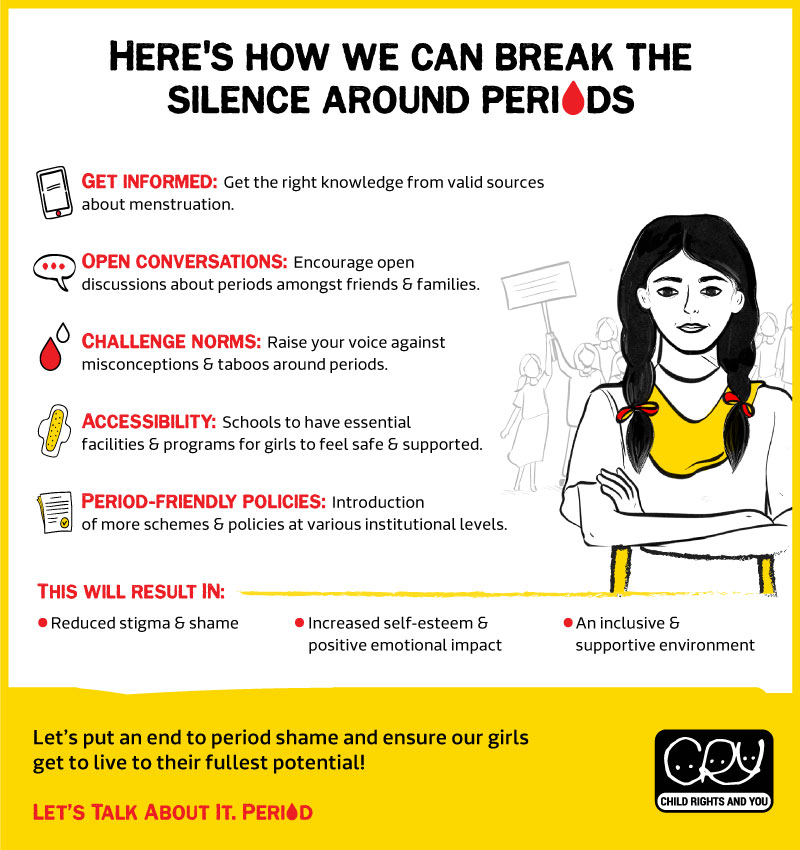 HERE'S HOW WE CAN BREAK THE
SILENCE AROUND PERIODS
GET INFORMED: Get the right knowledge from valid sources
about menstruation.
OPEN CONVERSATIONS: Encourage open
discussions about periods amongst friends & families.
CHALLENGE NORMS: Raise your voice against
misconceptions & taboos around periods.
ACCESSIBILITY: Schools to have essential
facilities & programs for girls to feel safe & supported.
PERIOD-FRIENDLY POLICIES: Introduction
of more schemes & policies at various institutional levels.
THIS WILL RESULT IN:
Reduced stigma & shame
Increased self-esteem &
positive emotional impact
An inclusive &
supportive environment
Let's put an end to period shame and ensure our girls
get to live to their fullest potential!
LET'S TALK ABOUT IT. PERIOD
CRY
CHILD RIGHTS AND YOU